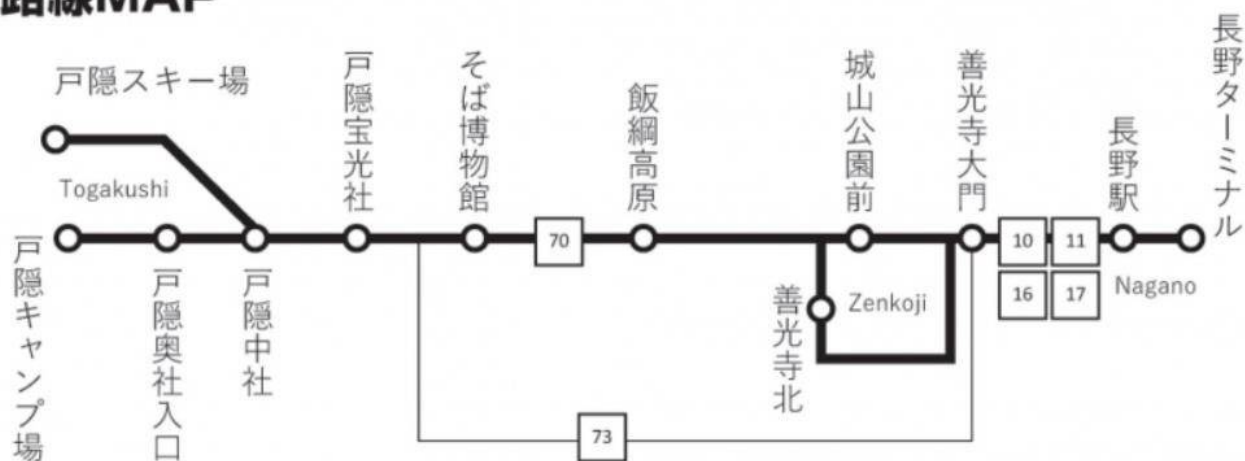 路線MAP
戸隠スキー場
Togakushi
戸隠キャンプ場
戸隠奥社入口
戸隠中社
戸隠宝光社
そば博物館
70
飯綱高原
城山公園前
善光寺北
Zenkoji
善光寺大門
10 11
16 17
長野駅
Nagano
長野ターミナル
73